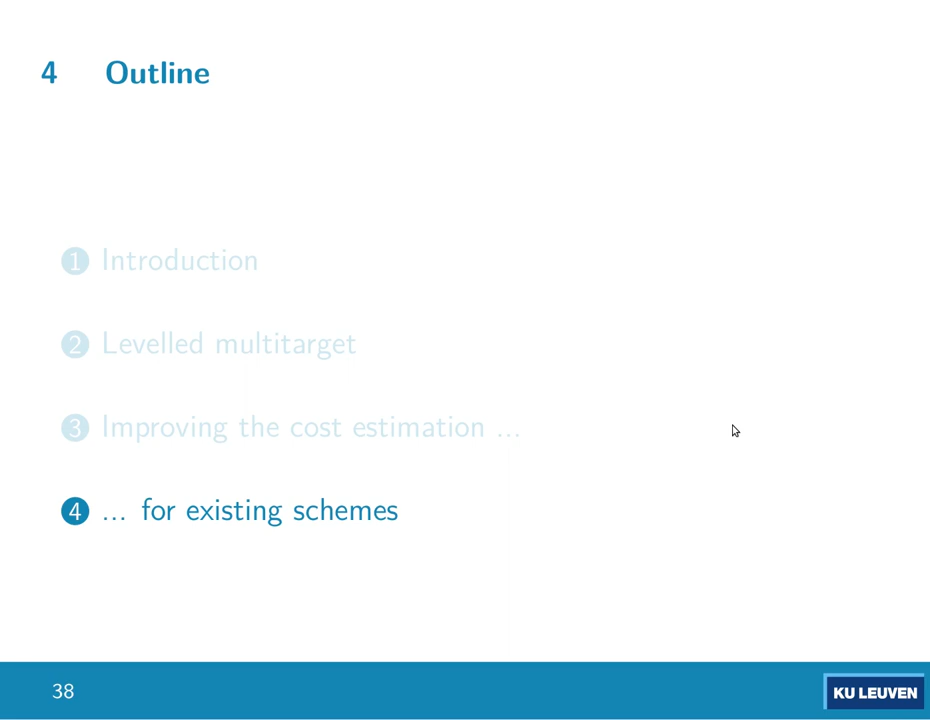 4 Outline
1 Introduction
2 Levelled multitarget
3 Improving the cost estimation ...
4 ... for existing schemes
38
KU LEUVEN